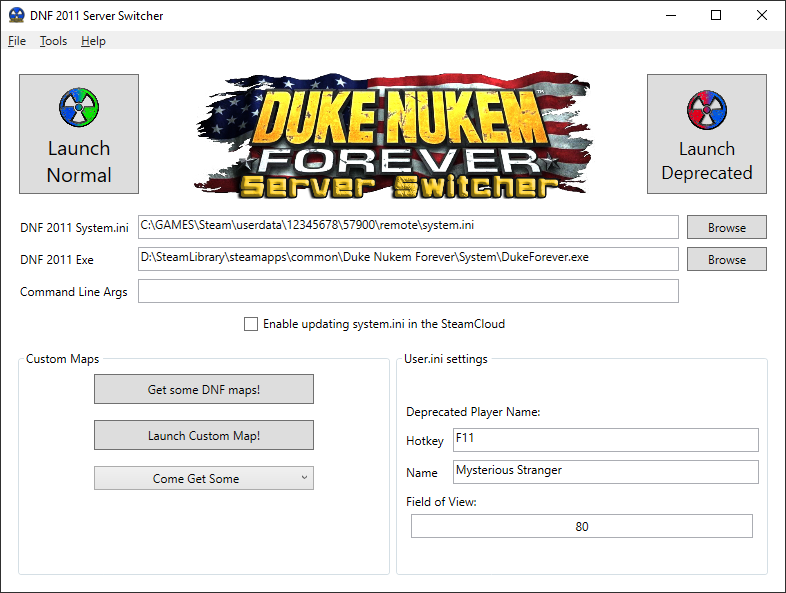 DNF 2011 Server Switcher
File Tools Help
Launch
Normal
DUKE NUKEM
TM
FOREVER
Server Switcher
Launch
Deprecated
DNF 2011 System.ini
C:\GAMES\Steam\userdata\12345678\57900\remote\system.ini
Browse
DNF 2011 Exe
D:\SteamLibrary\steamapps\common\Duke Nukem Forever\System\DukeForever.exe
Browse
Command Line Args
Enable updating system.ini in the SteamCloud
Custom Maps
Get some DNF maps!
Launch Custom Map!
Come Get Some
User.ini settings
Deprecated Player Name:
Hotkey
F11
Name
Mysterious Stranger
Field of View:
80